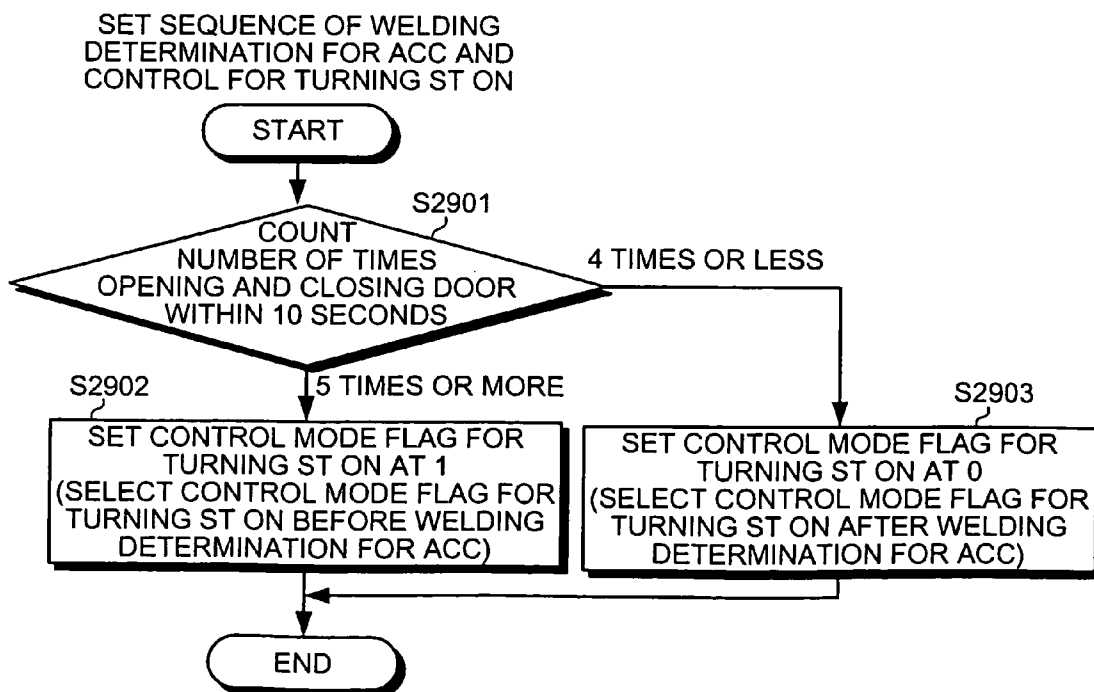 SET SEQUENCE OF WELDING
DETERMINATION FOR ACC AND
CONTROL FOR TURNING ST ON
START
S2901
COUNT
NUMBER OF TIMES
OPENING AND CLOSING DOOR
WITHIN 10 SECONDS
4 TIMES OR LESS
5 TIMES OR MORE
S2902
SET CONTROL MODE FLAG FOR
TURNING ST ON AT 1
(SELECT CONTROL MODE FLAG FOR
TURNING ST ON BEFORE WELDING
DETERMINATION FOR ACC)
S2903
SET CONTROL MODE FLAG FOR
TURNING ST ON AT 0
(SELECT CONTROL MODE FLAG FOR
TURNING ST ON AFTER WELDING
DETERMINATION FOR ACC)
END